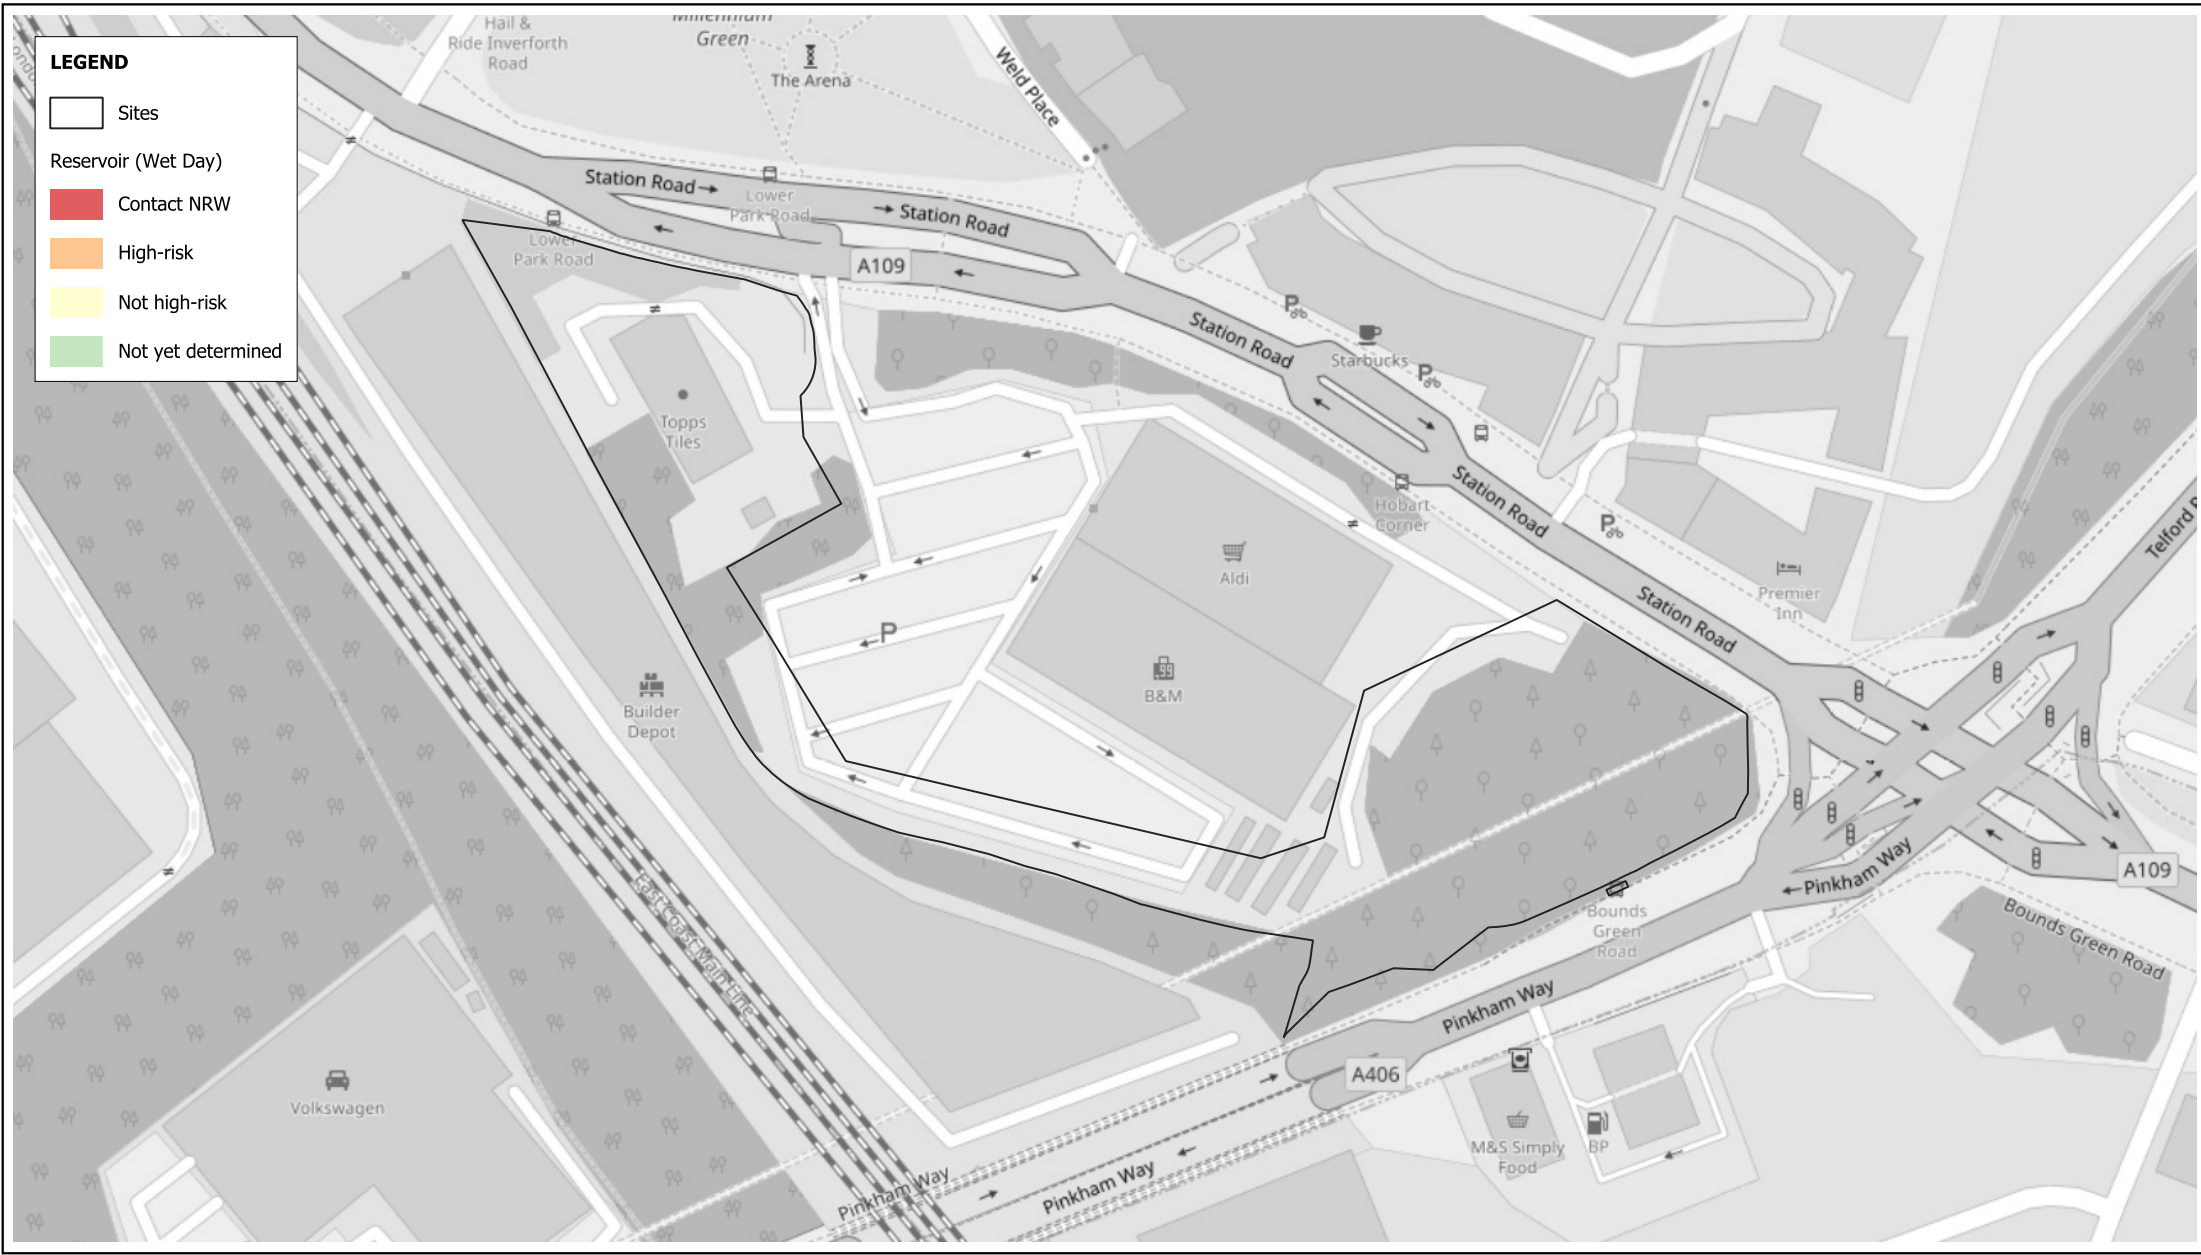 LEGEND
Sites
Reservoir (Wet Day)
Contact NRW
High-risk
Not high-risk
Not yet determined
Hail &
Ride Inverforth
Road
Millennium
Green
The Arena
Weld Place
Station Road
Lower
Park Road
Station Road
Lower
Park Road
A109
Station Road
Starbucks
Topps
Tiles
Station Road
Hobart
Corner
Telford
Aldi
Premier
Inn
Station Road
P
B&M
Builder
Depot
Pinkham Way
A109
Bounds
Green
Road
Bounds Green Road
East Coast Main Line
Pinkham Way
A406
Volkswagen
M&S Simply
Food
BP
Pinkham Way
Pinkham Way